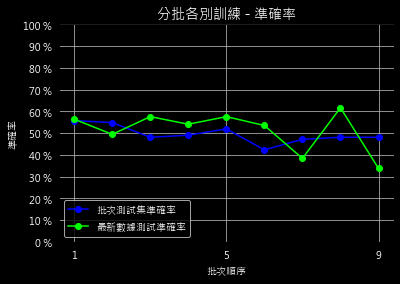 分批各別訓練 - 準確率
100 %
90 %
80 %
70 %
60 %
50 %
40 %
30 %
20 %
10 %
0 %
準確率
批次測試集準確率
最新數據測試準確率
1
5
9
批次順序